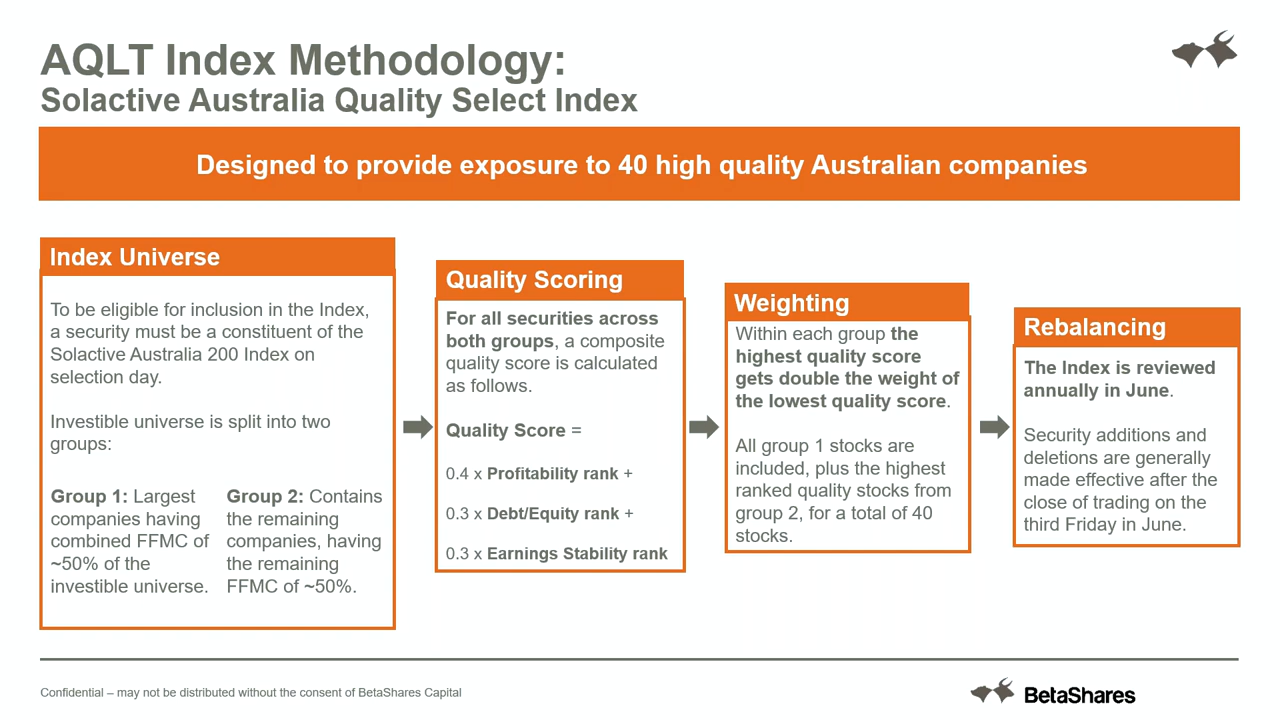 AQLT Index Methodology:
Solactive Australia Quality Select Index
Designed to provide exposure to 40 high quality Australian companies
Index Universe
To be eligible for inclusion in the Index,
a security must be a constituent of the
Solactive Australia 200 Index on
selection day.
Investible universe is split into two
groups:
Group 1: Largest
companies having
combined FFMC of
~50% of the
investible universe.
Group 2: Contains
the remaining
companies, having
the remaining
FFMC of ~50%.
Quality Scoring
For all securities across
both groups, a composite
quality score is calculated
as follows.
Quality Score =
0.4 x Profitability rank +
0.3 x Debt/Equity rank +
0.3 x Earnings Stability rank
Weighting
Within each group the
highest quality score
gets double the weight of
the lowest quality score.
All group 1 stocks are
included, plus the highest
ranked quality stocks from
group 2, for a total of 40
stocks.
Rebalancing
The Index is reviewed
annually in June.
Security additions and
deletions are generally
made effective after the
close of trading on the
third Friday in June.
Confidential – may not be distributed without the consent of BetaShares Capital
BetaShares